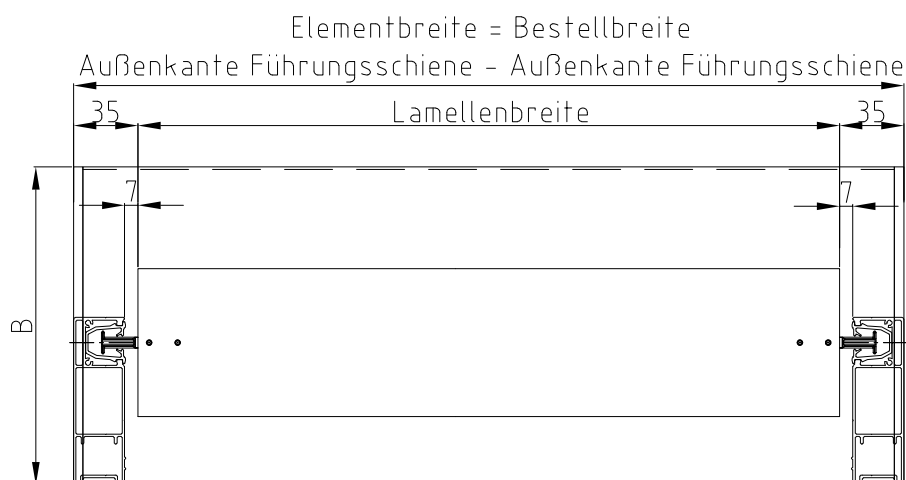 Elementbreite = Bestellbreite
Außenkante Führungsschiene - Außenkante Führungsschiene
35 Lamellenbreite 35
7 7
B